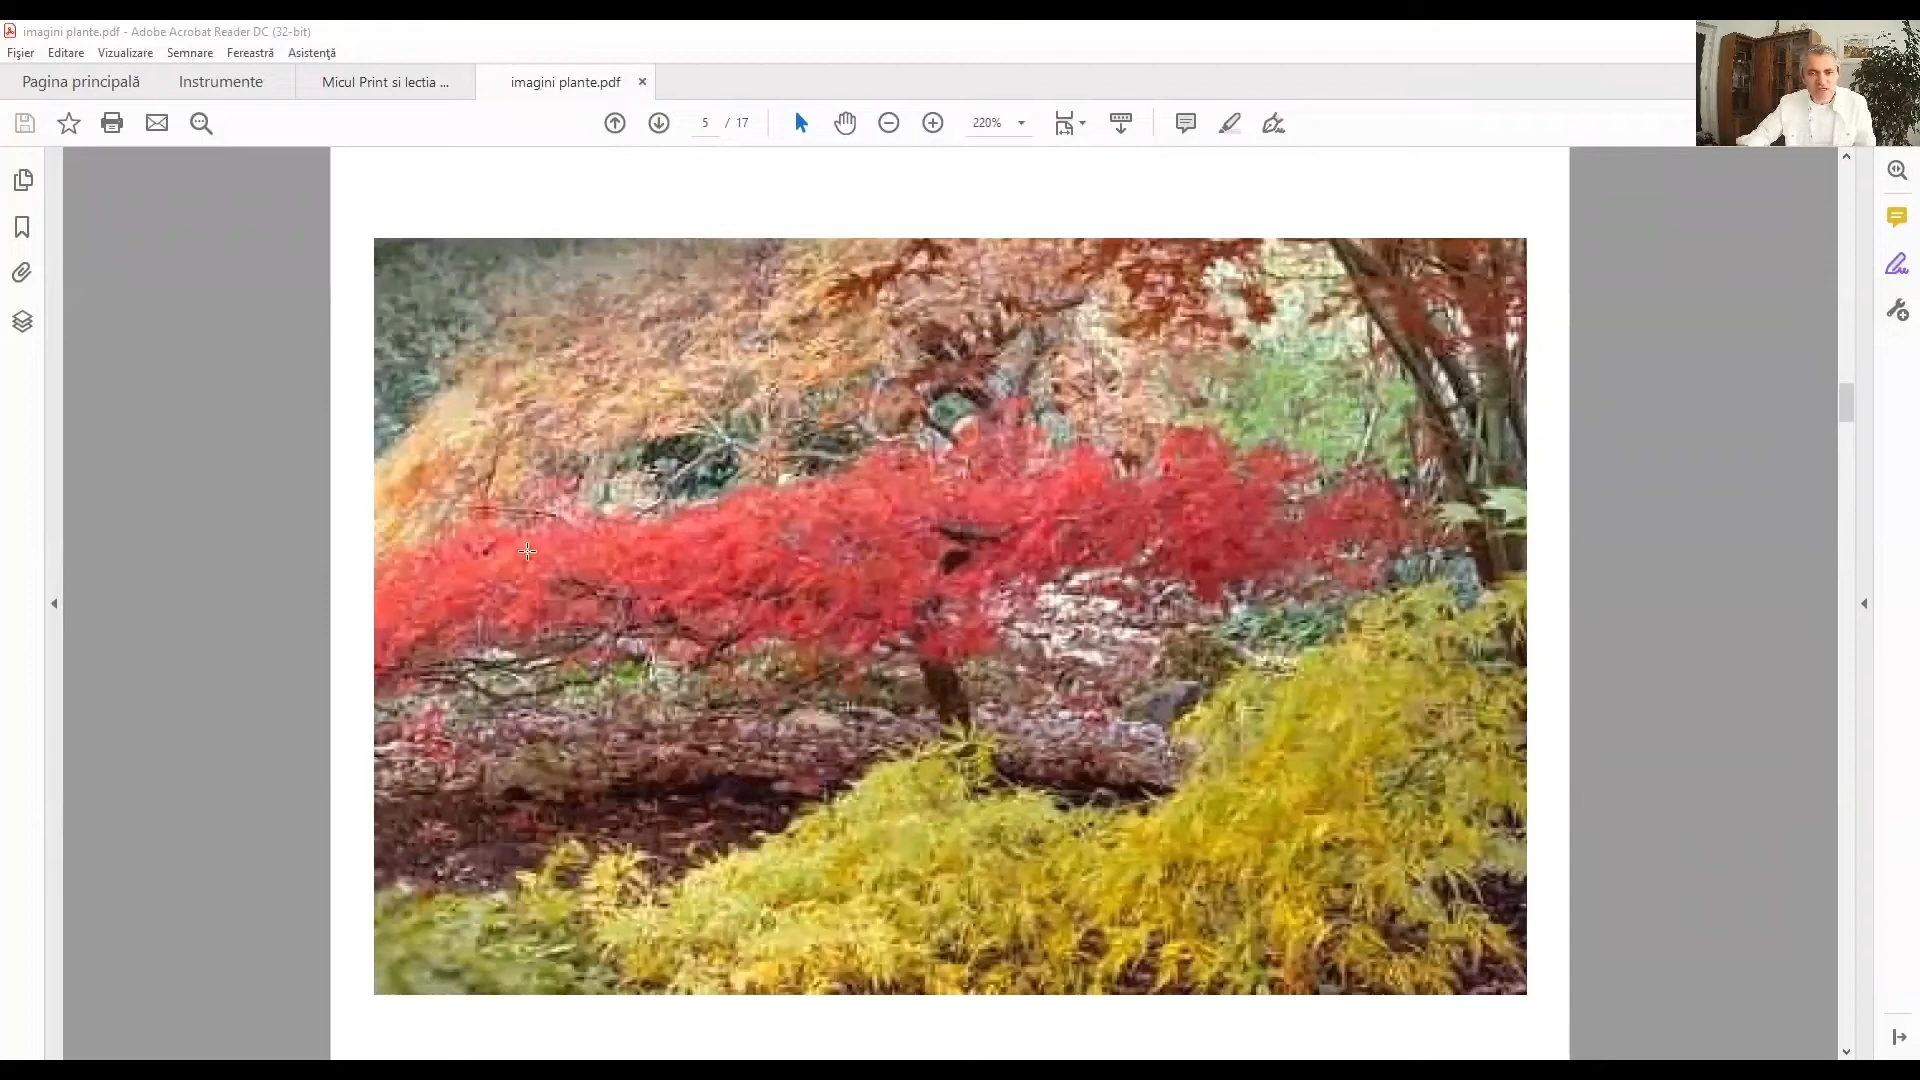 imagini plante.pdf - Adobe Acrobat Reader DC (32-bit)
Fișier Editare Vizualizare Semnare Fereastră Asistență
Pagina principală Instrumente Micul Print si lectia ... imagini plante.pdf
5 / 17 220%